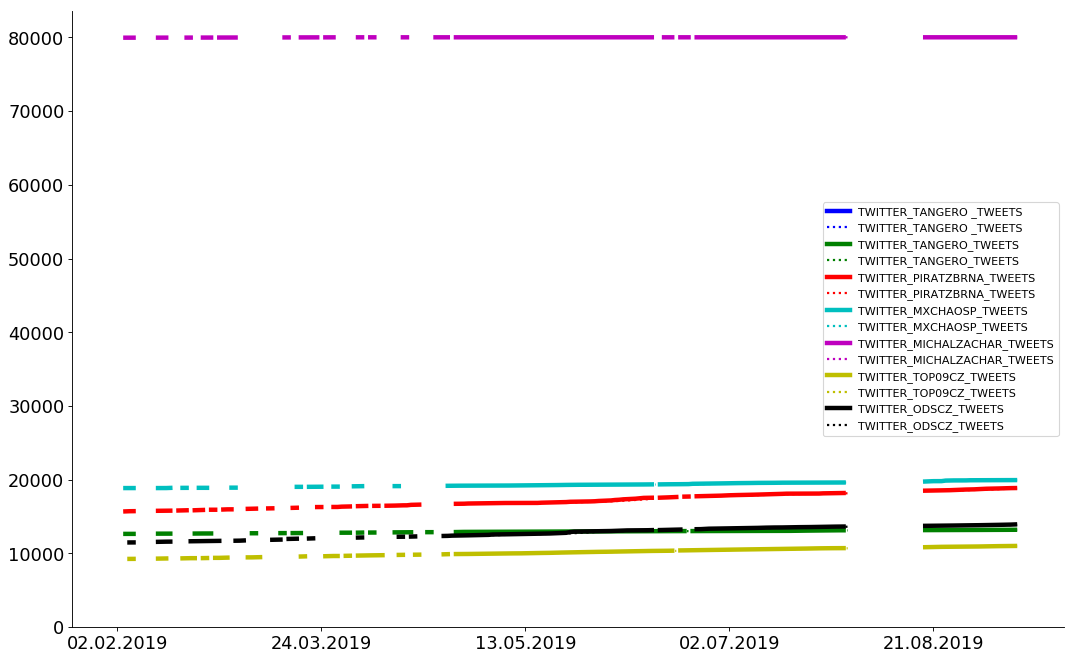 80000
70000
60000
50000
40000
30000
20000
10000
0
02.02.2019 24.03.2019 13.05.2019 02.07.2019 21.08.2019
TWITTER_TANGERO _TWEETS
TWITTER_TANGERO _TWEETS
TWITTER_TANGERO_TWEETS
TWITTER_TANGERO_TWEETS
TWITTER_PIRATZBRNA_TWEETS
TWITTER_PIRATZBRNA_TWEETS
TWITTER_MXCHAOSP_TWEETS
TWITTER_MXCHAOSP_TWEETS
TWITTER_MICHALZACHAR_TWEETS
TWITTER_MICHALZACHAR_TWEETS
TWITTER_TOP09CZ_TWEETS
TWITTER_TOP09CZ_TWEETS
TWITTER_ODSCZ_TWEETS
TWITTER_ODSCZ_TWEETS